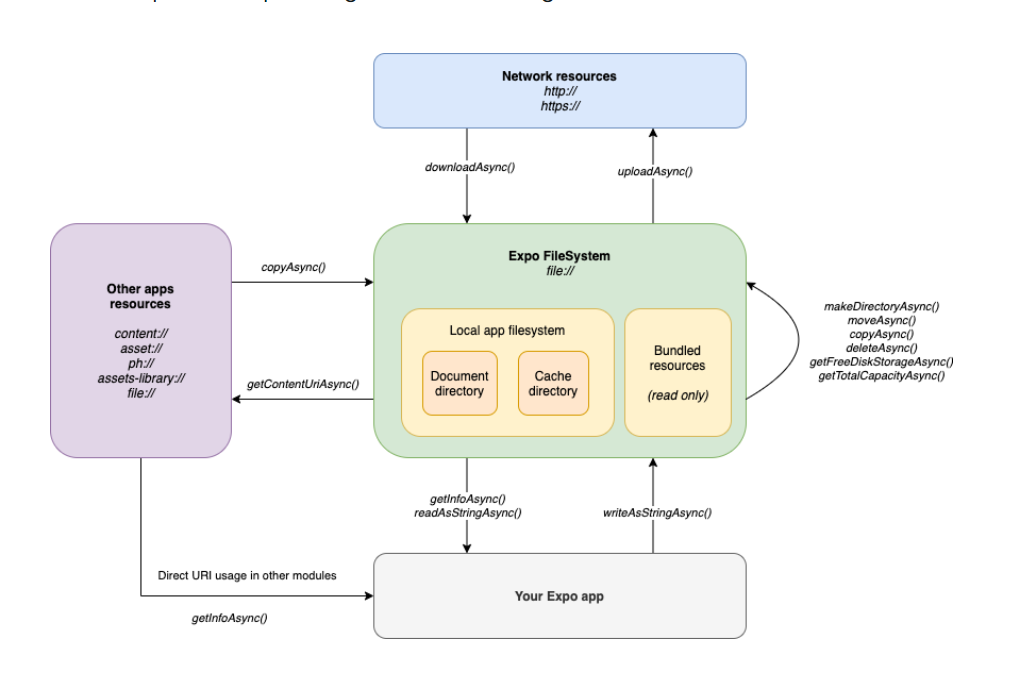 Network resources
http://
https://
downloadAsync()
uploadAsync()
Other apps
resources
content://
asset://
ph://
assets-library://
file://
copyAsync()
getContentUriAsync()
Expo FileSystem
file://
Local app filesystem
Document
directory
Cache
directory
Bundled
resources
(read only)
makeDirectoryAsync()
moveAsync()
copyAsync()
deleteAsync()
getFreeDiskStorageAsync()
getTotalCapacityAsync()
getInfoAsync()
readAsStringAsync()
writeAsStringAsync()
Direct URI usage in other modules
getInfoAsync()
Your Expo app